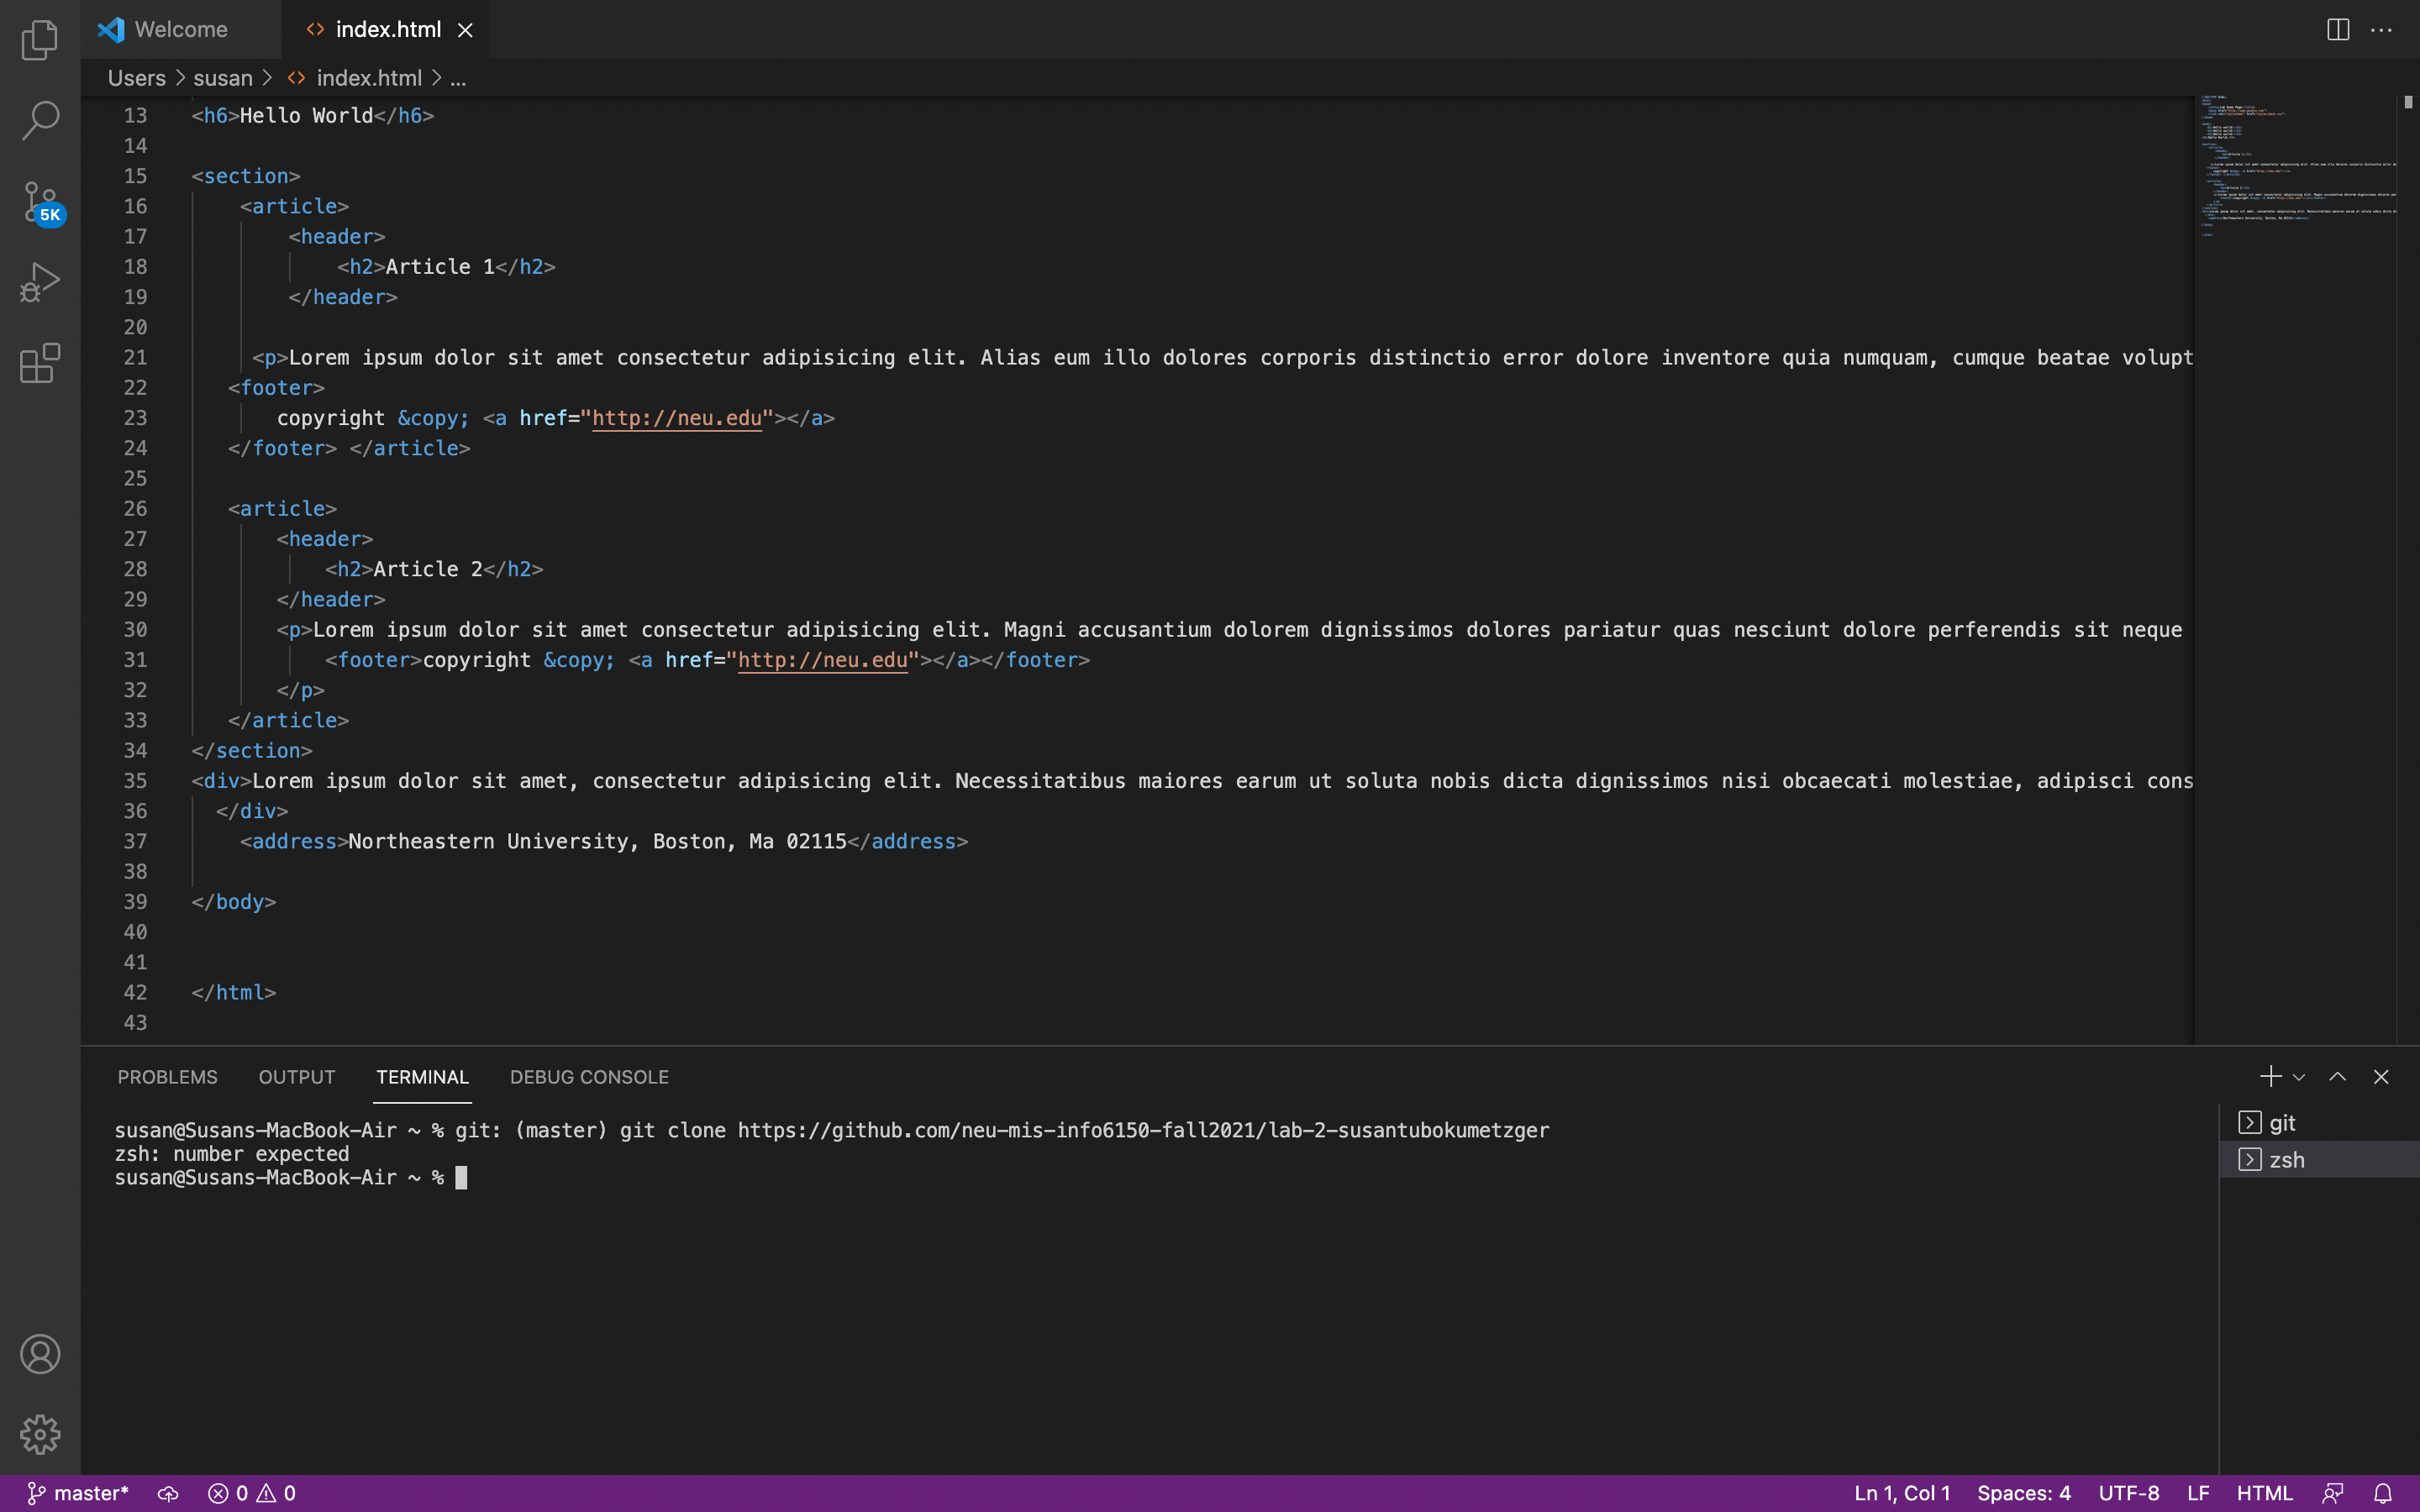 Welcome
index.html
Users > susan > index.html > ...
13 <h6>Hello World</h6>
14
15 <section>
16 <article>
17 <header>
18 <h2>Article 1</h2>
19 </header>
20
21 <p>Lorem ipsum dolor sit amet consectetur adipisicing elit. Alias eum illo dolores corporis distinctio error dolore inventore quia numquam, cumque beatae volupt
22 <footer>
23 copyright &copy; <a href="http://neu.edu"></a>
24 </footer> </article>
25
26 <article>
27 <header>
28 <h2>Article 2</h2>
29 </header>
30 <p>Lorem ipsum dolor sit amet consectetur adipisicing elit. Magni accusantium dolorem dignissimos dolores pariatur quas nesciunt dolore perferendis sit neque
31 <footer>copyright &copy; <a href="http://neu.edu"></a></footer>
32 </p>
33 </article>
34 </section>
35 <div>Lorem ipsum dolor sit amet, consectetur adipisicing elit. Necessitatibus maiores earum ut soluta nobis dicta dignissimos nisi obcaecati molestiae, adipisci cons
36 </div>
37 <address>Northeastern University, Boston, Ma 02115</address>
38
39 </body>
40
41
42 </html>
43
5K
PROBLEMS OUTPUT TERMINAL DEBUG CONSOLE
susan@Susans-MacBook-Air ~ % git: (master) git clone https://github.com/neu-mis-info6150-fall2021/lab-2-susantubokumetzger
zsh: number expected
susan@Susans-MacBook-Air ~ %
git
zsh
master* 0 0 Ln 1, Col 1 Spaces: 4 UTF-8 LF HTML